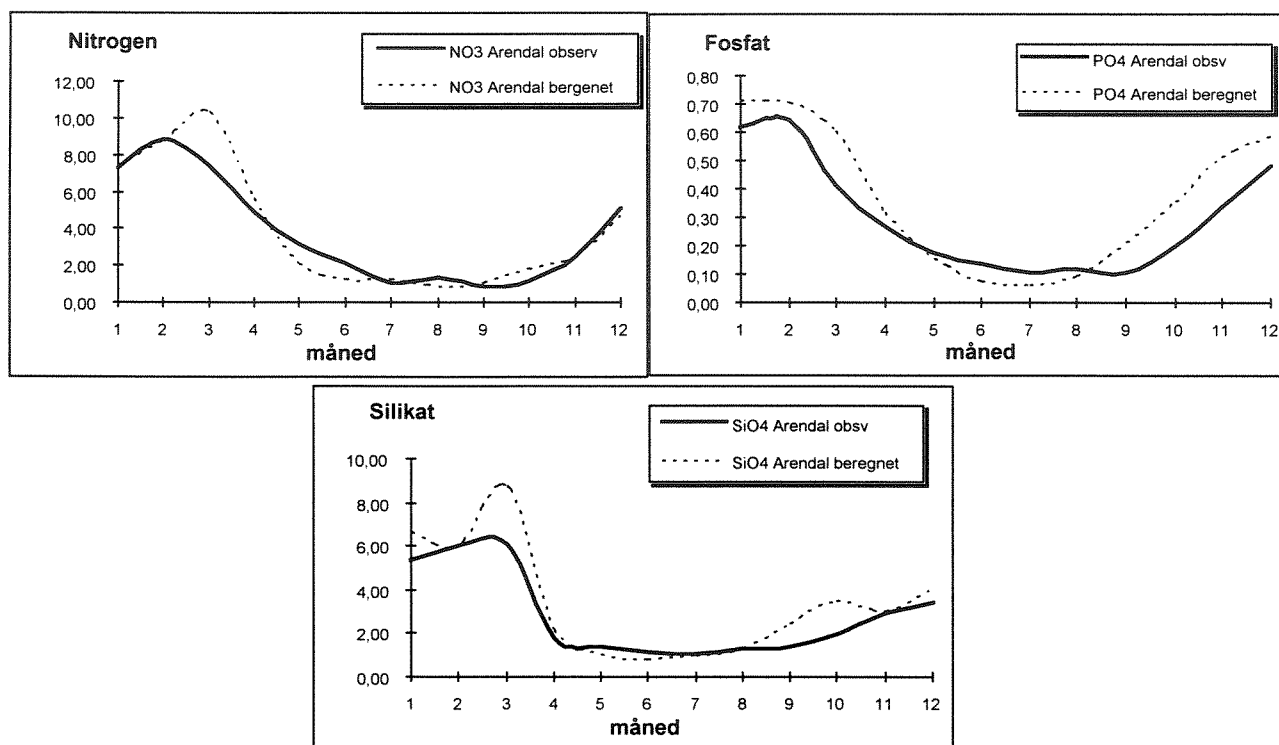 Nitrogen
NO3 Arendal observ
NO3 Arendal bergenet
12,00
10,00
8,00
6,00
4,00
2,00
0,00
1 2 3 4 5 6 7 8 9 10 11 12
måned
Fosfat
PO4 Arendal obsv
PO4 Arendal beregnet
0,80
0,70
0,60
0,50
0,40
0,30
0,20
0,10
0,00
1 2 3 4 5 6 7 8 9 10 11 12
måned
Silikat
SiO4 Arendal obsv
SiO4 Arendal beregnet
10,00
8,00
6,00
4,00
2,00
0,00
1 2 3 4 5 6 7 8 9 10 11 12
måned